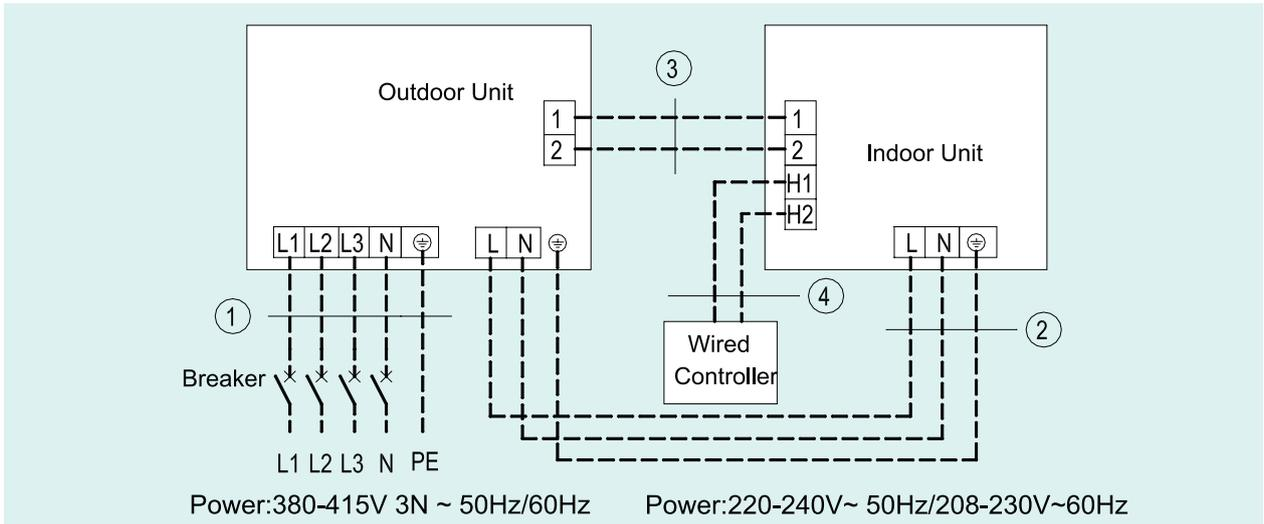 ③
Outdoor Unit
1
2
1
2
H1
H2
Indoor Unit
L1 L2 L3 N
L N
L N
①
④
②
Breaker
Wired
Controller
L1 L2 L3 N PE
Power:380-415V 3N ~ 50Hz/60Hz
Power:220-240V~ 50Hz/208-230V~60Hz